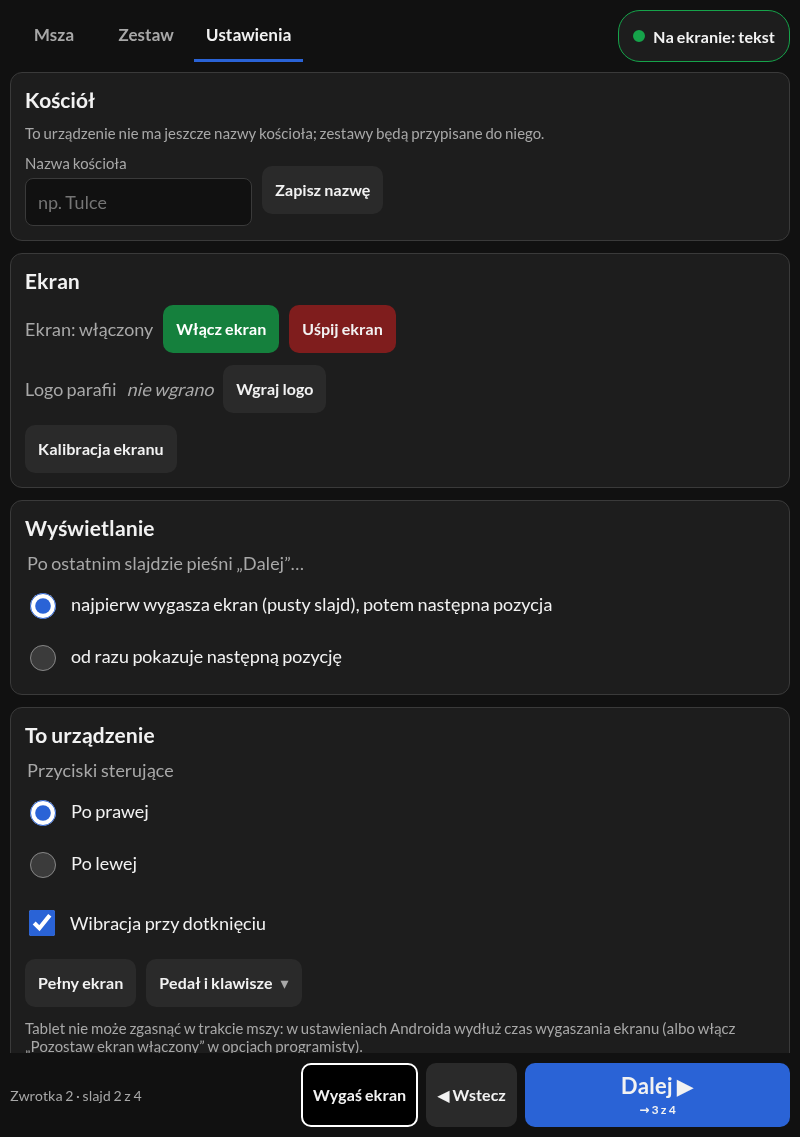 Msza Zestaw Ustawienia Na ekranie: tekst
Kościół
To urządzenie nie ma jeszcze nazwy kościoła; zestawy będą przypisane do niego.
Nazwa kościoła
np. Tulce Zapisz nazwę
Ekran
Ekran: włączony Włącz ekran Uśpij ekran
Logo parafii nie wgrano Wgraj logo
Kalibracja ekranu
Wyświetlanie
Po ostatnim slajdzie pieśni „Dalej”…
najpierw wygasza ekran (pusty slajd), potem następna pozycja
od razu pokazuje następną pozycję
To urządzenie
Przyciski sterujące
Po prawej
Po lewej
Wibracja przy dotknięciu
Pełny ekran Pedał i klawisze ▾
Tablet nie może zgasnąć w trakcie mszy: w ustawieniach Androida wydłuż czas wygaszania ekranu (albo włącz
„Pozostaw ekran włączony” w opcjach programisty).
Zwrotka 2 · slajd 2 z 4 Wygaś ekran ◀ Wstecz Dalej ▶
→ 3 z 4